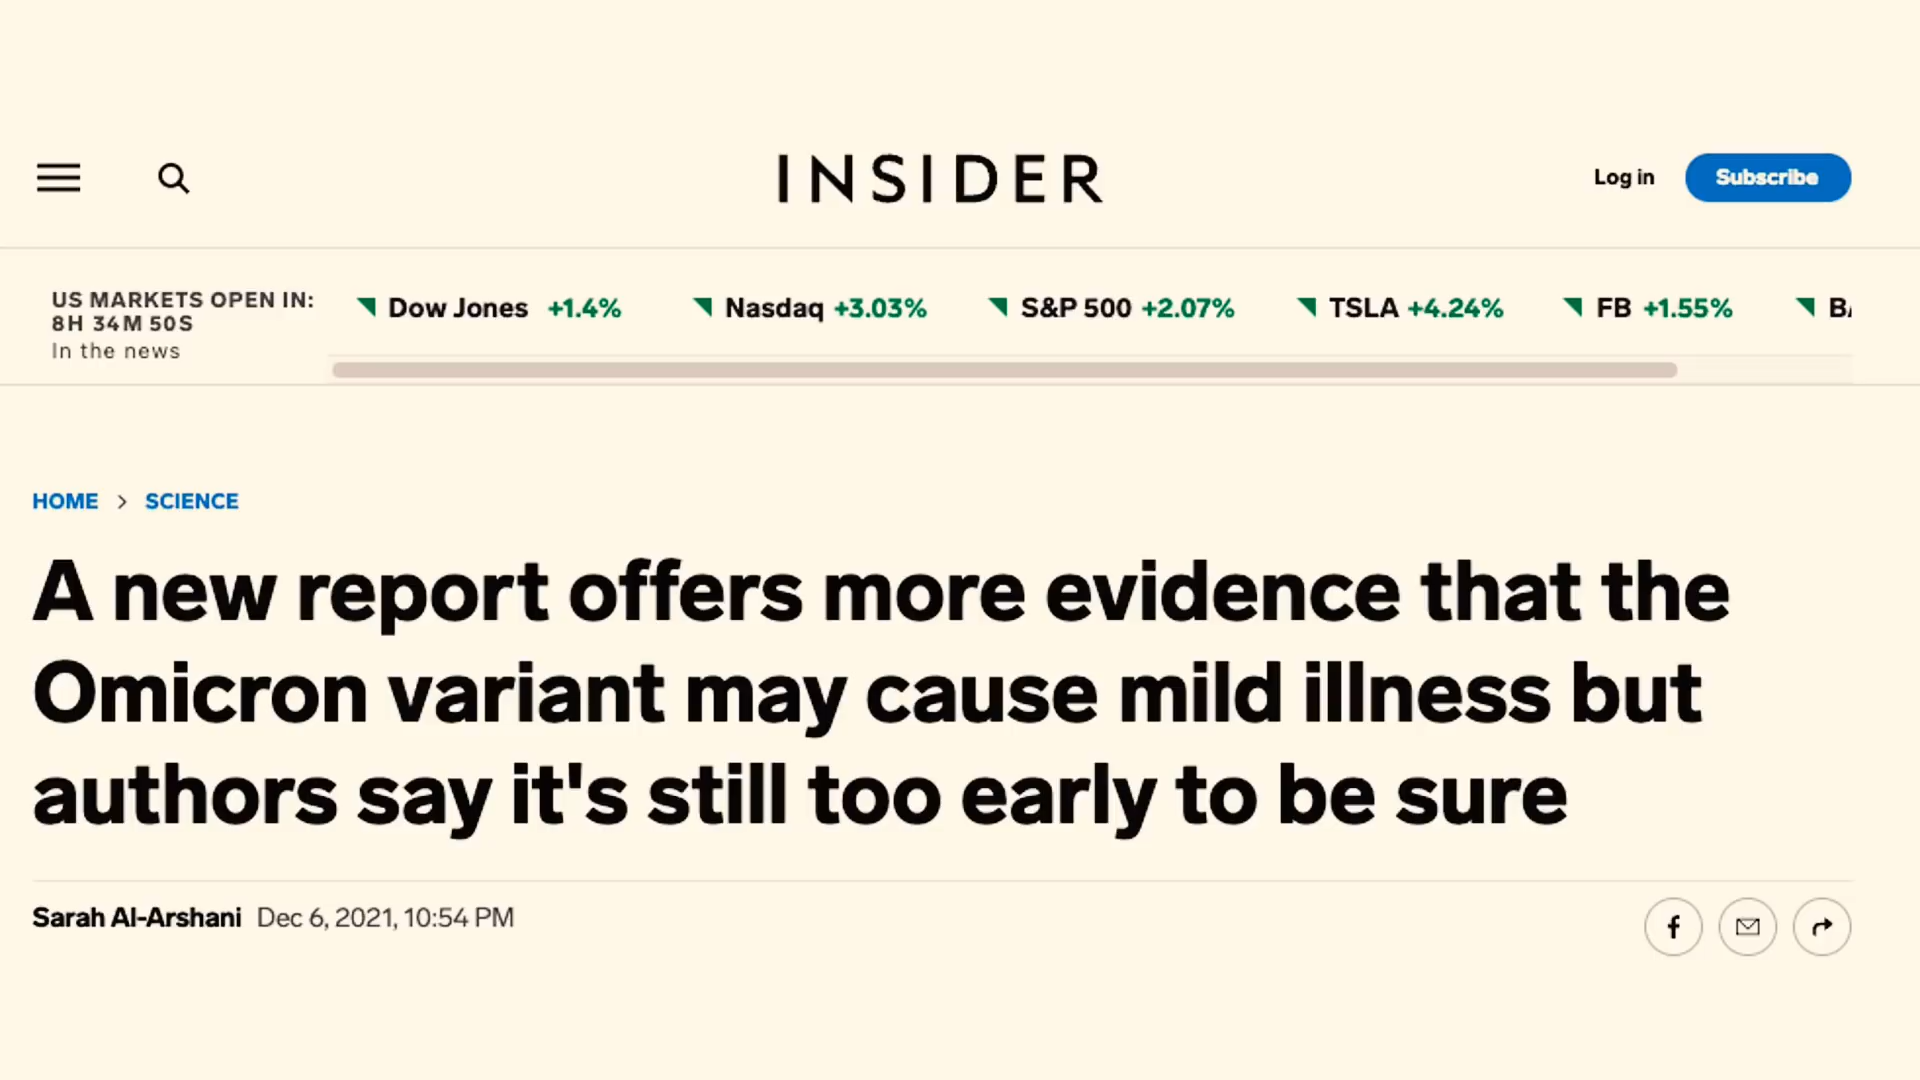 INSIDER
Log in
Subscribe
US MARKETS OPEN IN:
8H 34M 50S
In the news
Dow Jones +1.4%
Nasdaq +3.03%
S&P 500 +2.07%
TSLA +4.24%
FB +1.55%
HOME > SCIENCE
A new report offers more evidence that the
Omicron variant may cause mild illness but
authors say it's still too early to be sure
Sarah Al-Arshani Dec 6, 2021, 10:54 PM